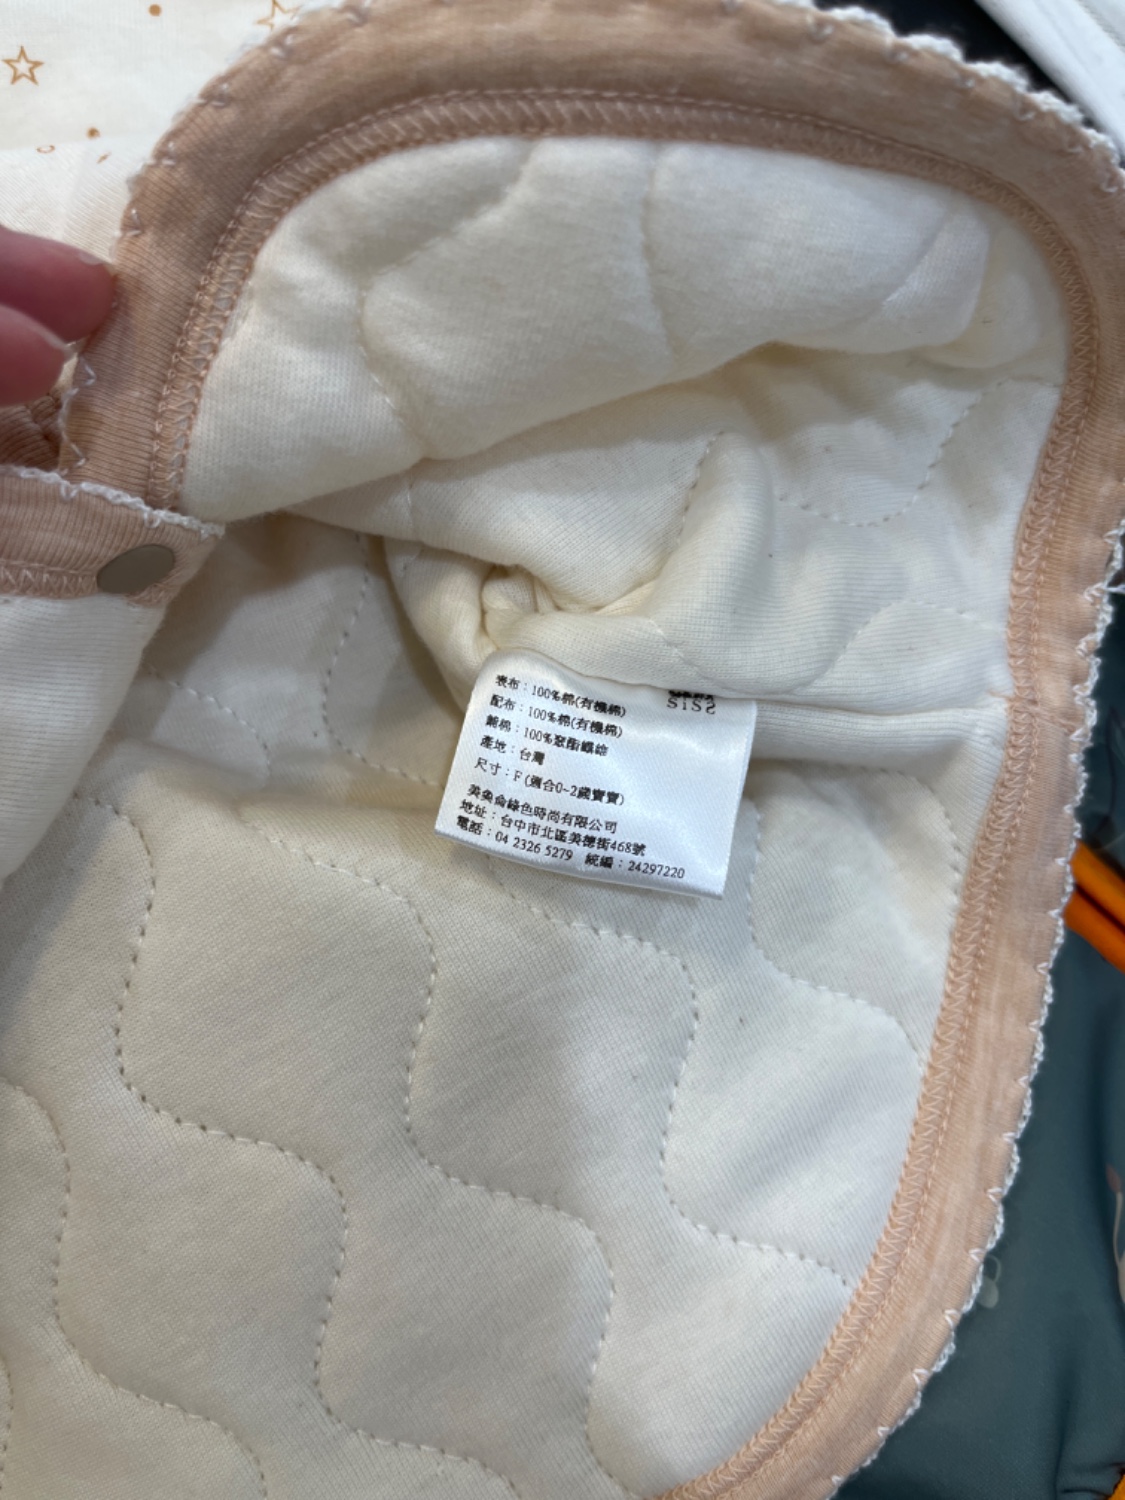 表布：100%棉(有機棉)
配布：100%棉(有機棉)
鋪棉：100%聚酯纖維
產地：台灣
尺寸：F (適合0~2歲寶寶)
美奐侖綠色時尚有限公司
地址：台中市北區美德街468號
電話：04 2326 5279 統編：24297220